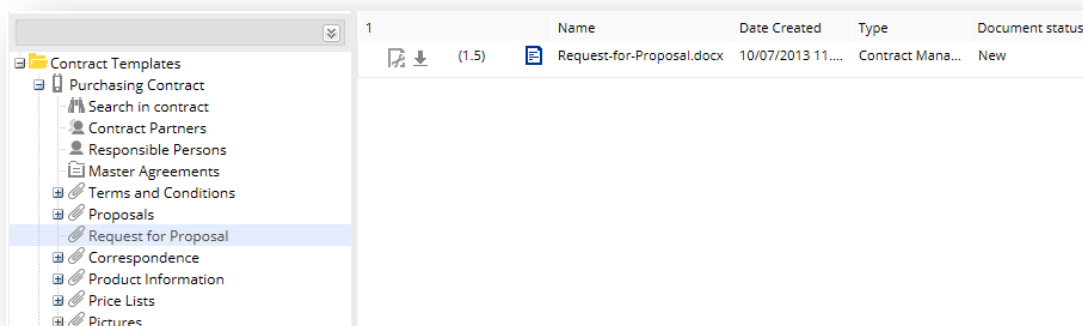 1 Name Date Created Type Document status
(1.5) Request-for-Proposal.docx 10/07/2013 11.... Contract Mana... New
Contract Templates
Purchasing Contract
Search in contract
Contract Partners
Responsible Persons
Master Agreements
Terms and Conditions
Proposals
Request for Proposal
Correspondence
Product Information
Price Lists
Pictures